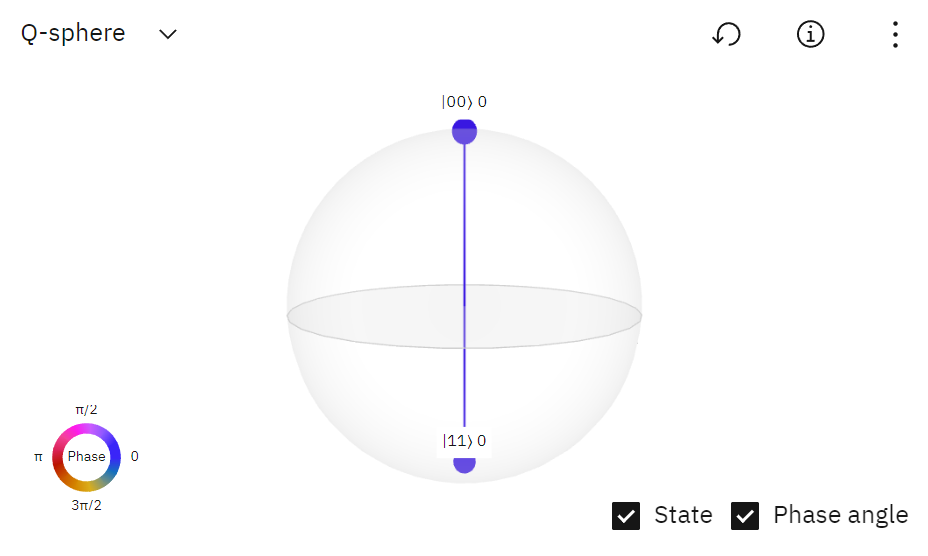 Q-sphere
|00⟩ 0
|11⟩ 0
π/2
π
Phase
0
3π/2
State
Phase angle